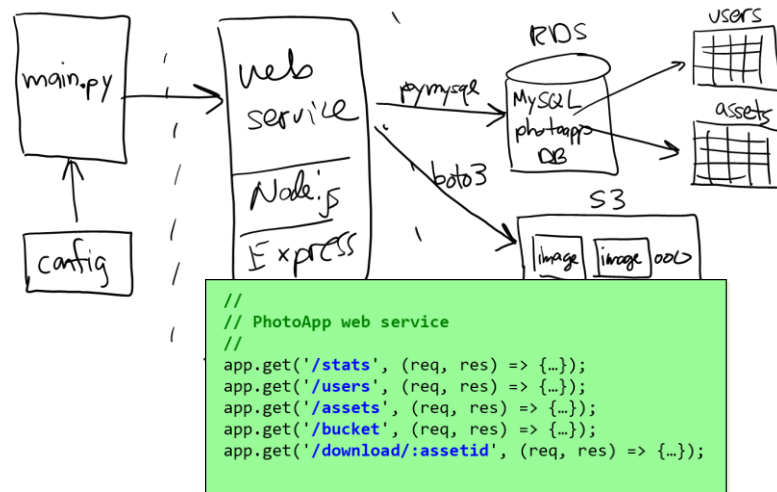 main.py
config
web
service
Node.js
Express
pymysql
boto3
RDS
MySQL
photoapp
DB
users
assets
S3
image image
//
// PhotoApp web service
//
app.get('/stats', (req, res) => {…});
app.get('/users', (req, res) => {…});
app.get('/assets', (req, res) => {…});
app.get('/bucket', (req, res) => {…});
app.get('/download/:assetid', (req, res) => {…});